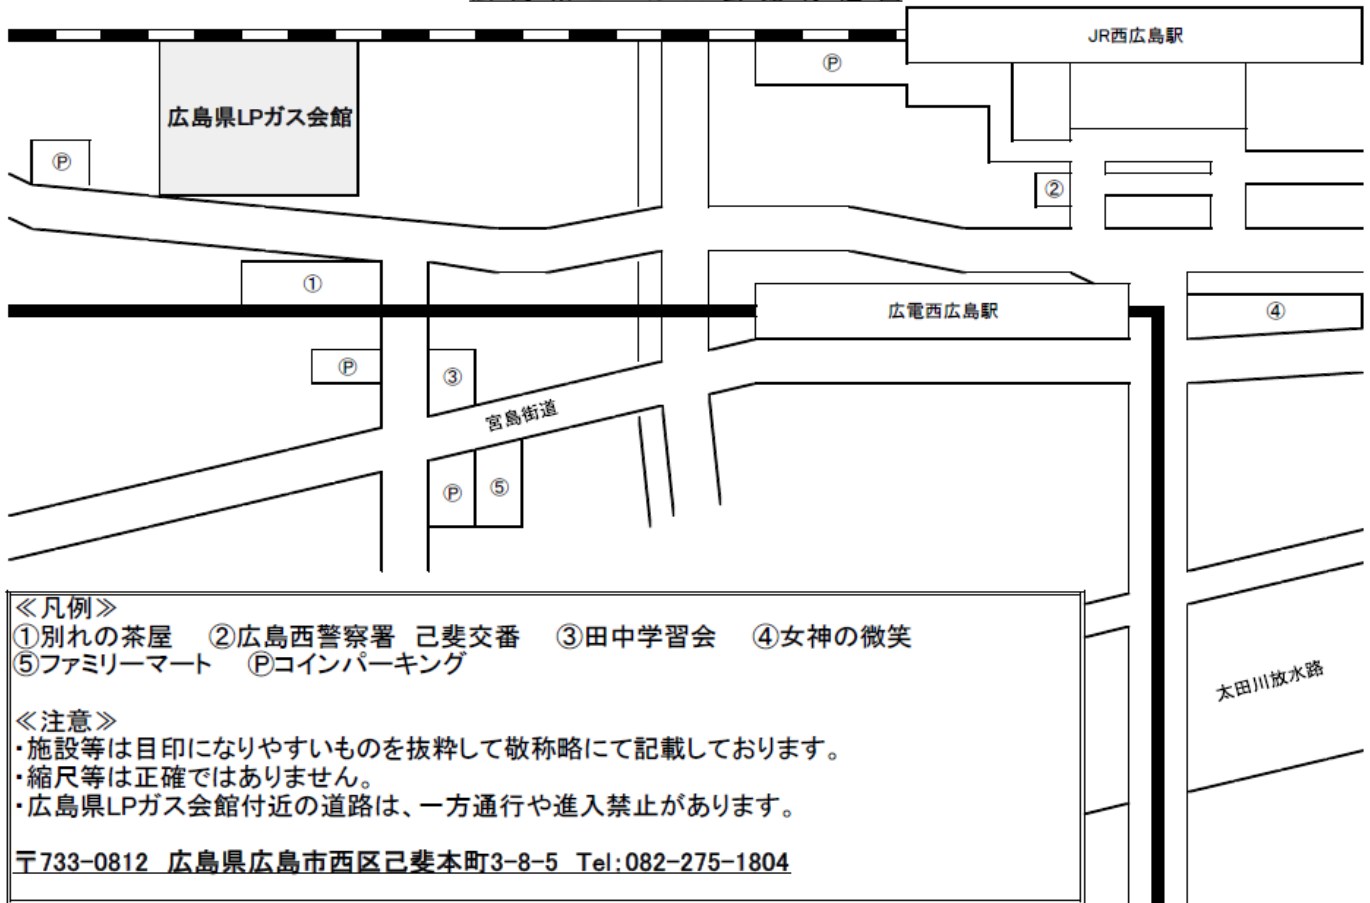 JR西広島駅
Ⓟ
広島県LPガス会館
Ⓟ
②
①
広電西広島駅
④
Ⓟ
③
宮島街道
Ⓟ
⑤
≪凡例≫
①別れの茶屋 ②広島西警察署 己斐交番 ③田中学習会 ④女神の微笑
⑤ファミリーマート Ⓟコインパーキング
太田川放水路
≪注意≫
・施設等は目印になりやすいものを抜粋して敬称略にて記載しております。
・縮尺等は正確ではありません。
・広島県LPガス会館付近の道路は、一方通行や進入禁止があります。
〒733-0812 広島県広島市西区己斐本町3-8-5 Tel:082-275-1804